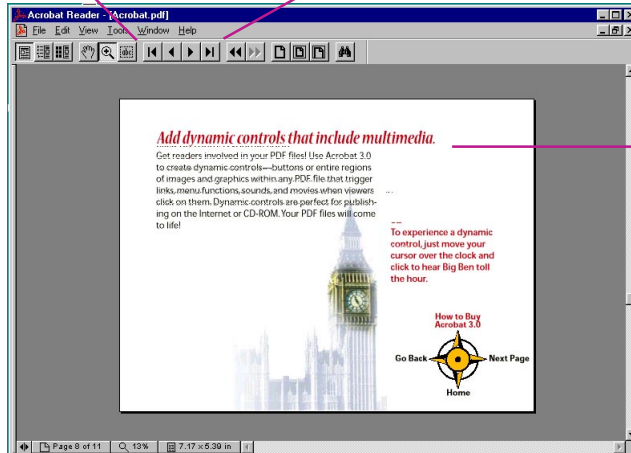 Acrobat Reader - [Acrobat.pdf]
File Edit View Tools Window Help
abc
Add dynamic controls that include multimedia.
Get readers involved in your PDF files! Use Acrobat 3.0
to create dynamic controls—buttons or entire regions
of images and graphics within any PDF file that trigger
links, menu functions, sounds, and movies when viewers
click on them. Dynamic controls are perfect for publish-
ing on the Internet or CD-ROM. Your PDF files will come
to life!
To experience a dynamic
control, just move your
cursor over the clock and
click to hear Big Ben toll
the hour.
How to Buy
Acrobat 3.0
Go Back
Next Page
Home
Page 8 of 11
13%
7.17 x 5.39 in